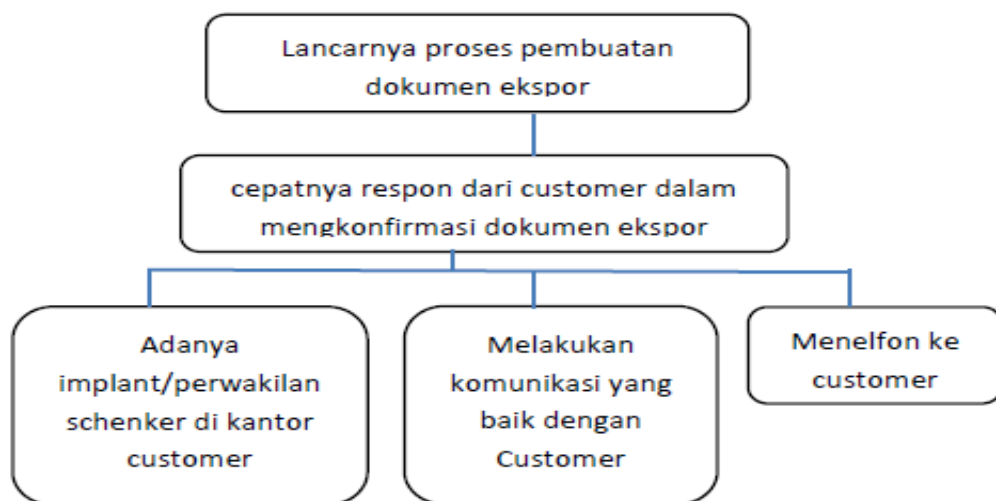 Lancarnya proses pembuatan
dokumen ekspor
cepatnya respon dari customer dalam
mengkonfirmasi dokumen ekspor
Adanya
implant/perwakilan
schenker di kantor
customer
Melakukan
komunikasi yang
baik dengan
Customer
Menelfon ke
customer